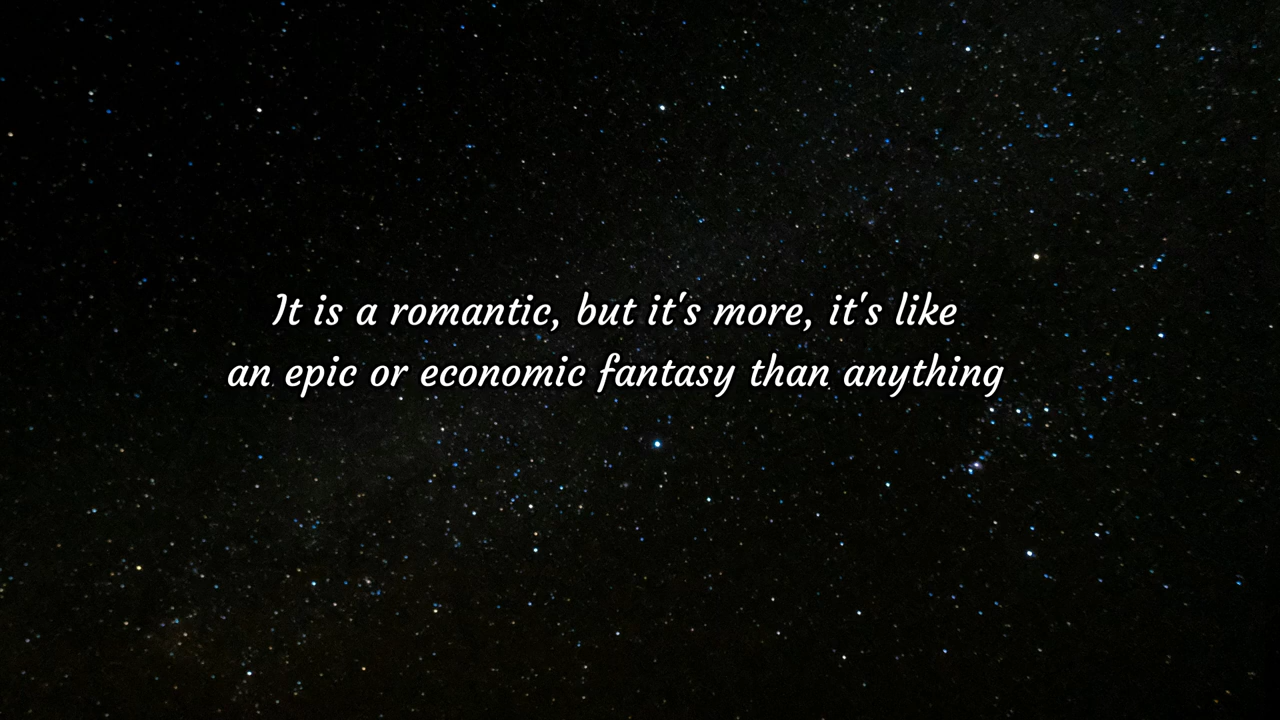 It is a romantic, but it's more, it's like
an epic or economic fantasy than anything